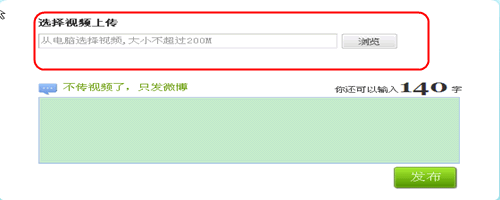 选择视频上传
从电脑选择视频,大小不超过200M 浏览
不传视频了，只发微博 你还可以输入140字
发布